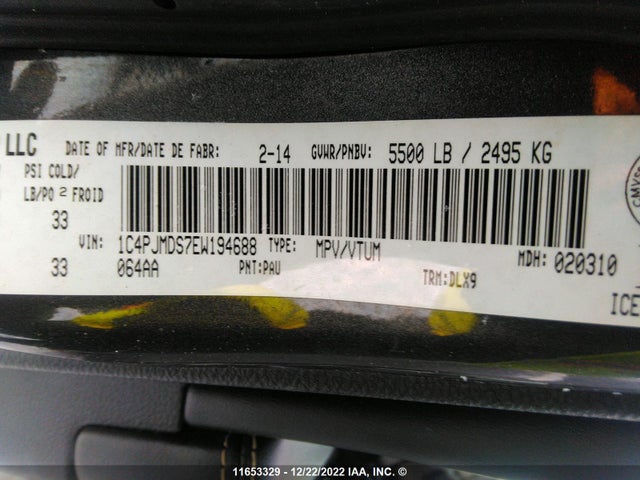 LLC DATE OF MFR/DATE DE FABR: 2-14 GVWR/PNBV: 5500 LB / 2495 KG
PSI COLD/
LB/PO 2 FROID
33
VIN: 1C4PJMDS7EW194688 TYPE: MPV/VTUM MDH: 020310
33 064AA PNT:PAU TRM:DLX9
ICE
11653329 - 12/22/2022 IAA, Inc. ©